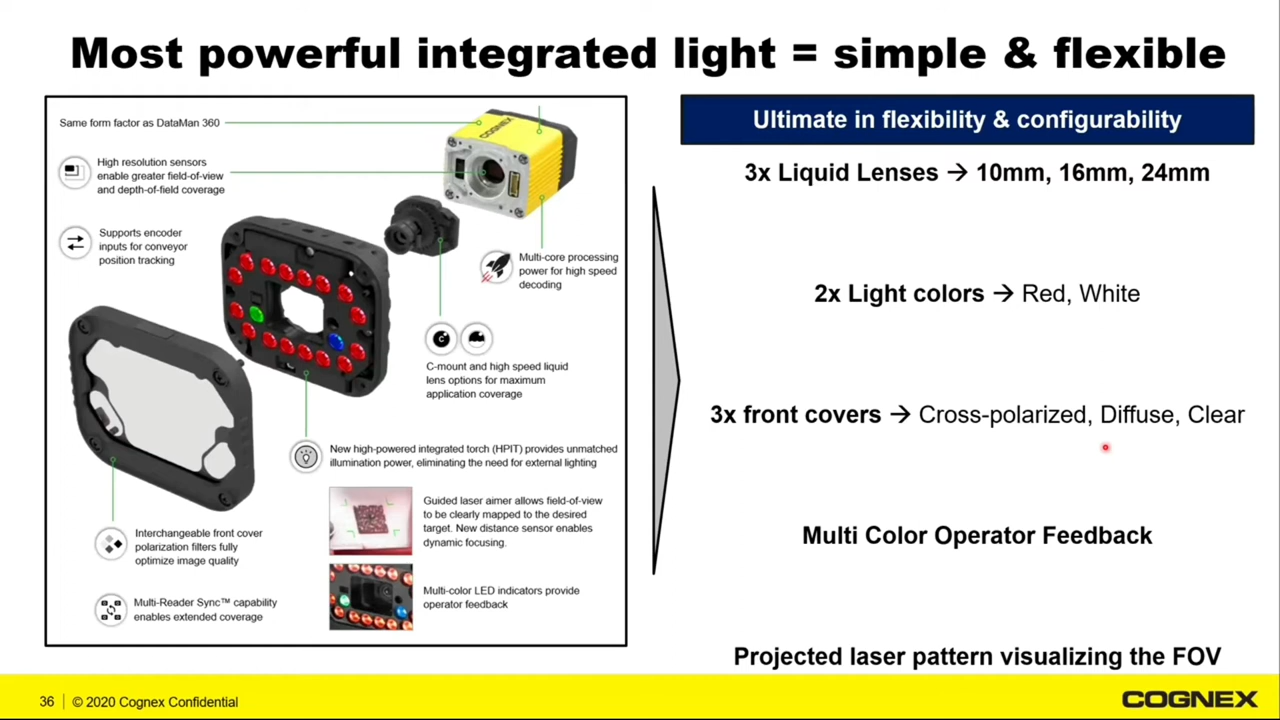 Most powerful integrated light = simple & flexible
Same form factor as DataMan 360
High resolution sensors
enable greater field-of-view
and depth-of-field coverage
Supports encoder
inputs for conveyor
position tracking
COGNEX
Multi-core processing
power for high speed
decoding
C
C-mount and high speed liquid
lens options for maximum
application coverage
New high-powered integrated torch (HPIT) provides unmatched
illumination power, eliminating the need for external lighting
Guided laser aimer allows field-of-view
to be clearly mapped to the desired
target. New distance sensor enables
dynamic focusing.
Interchangeable front cover
polarization filters fully
optimize image quality
Multi-color LED indicators provide
operator feedback
Multi-Reader Sync™ capability
enables extended coverage
Ultimate in flexibility & configurability
3x Liquid Lenses → 10mm, 16mm, 24mm
2x Light colors → Red, White
3x front covers → Cross-polarized, Diffuse, Clear
Multi Color Operator Feedback
Projected laser pattern visualizing the FOV
36 | © 2020 Cognex Confidential
COGNEX